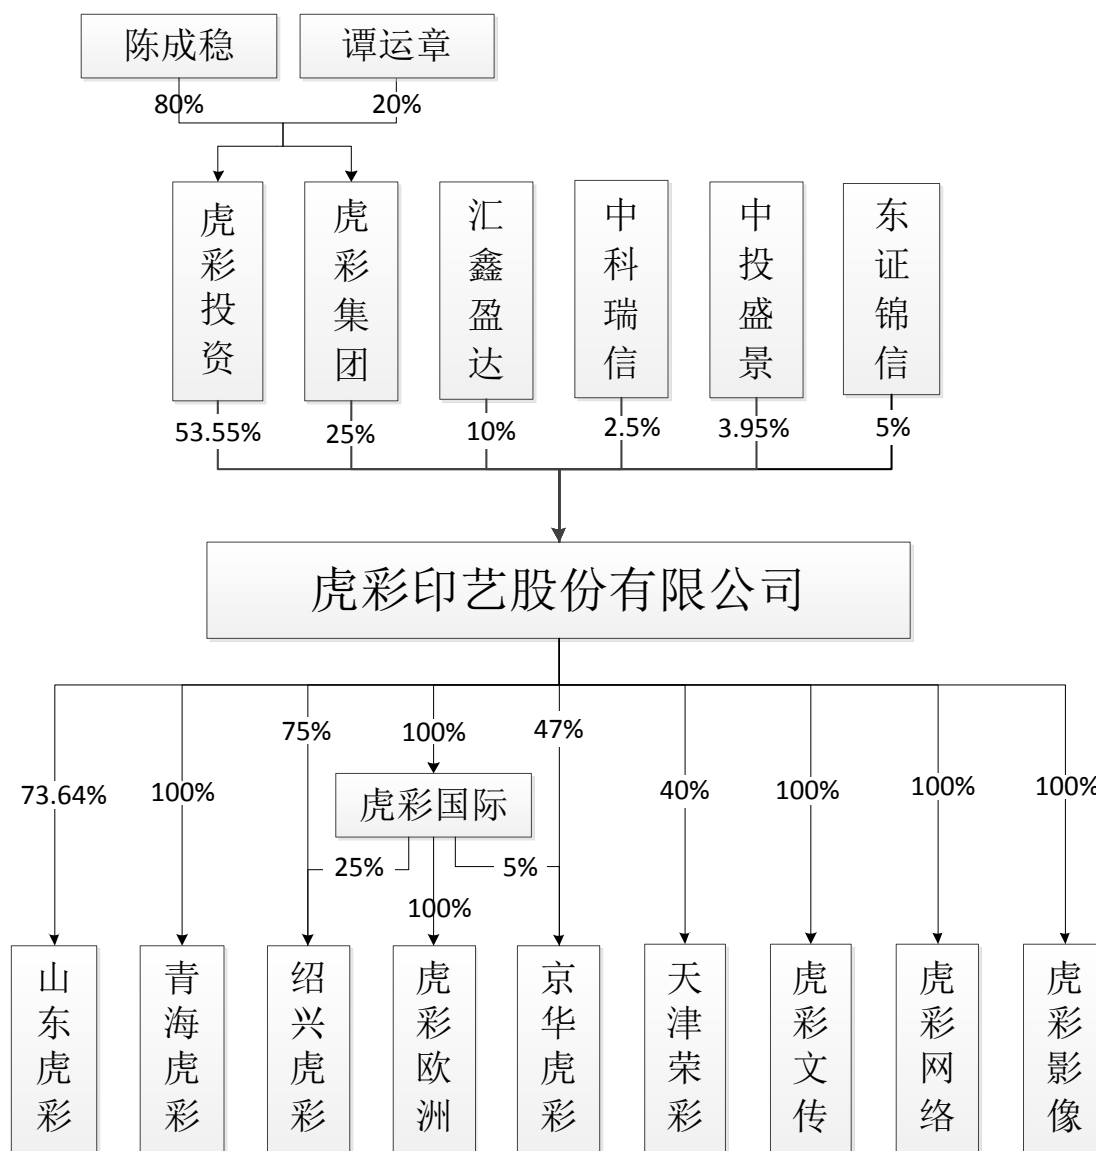 陈成稳
谭运章
80%
20%
虎彩投资
虎彩集团
汇鑫盈达
中科瑞信
中投盛景
东证锦信
53.55%
25%
10%
2.5%
3.95%
5%
虎彩印艺股份有限公司
73.64%
100%
75%
100%
47%
40%
100%
100%
100%
虎彩国际
25%
5%
100%
山东虎彩
青海虎彩
绍兴虎彩
虎彩欧洲
京华虎彩
天津荣彩
虎彩文传
虎彩网络
虎彩影像